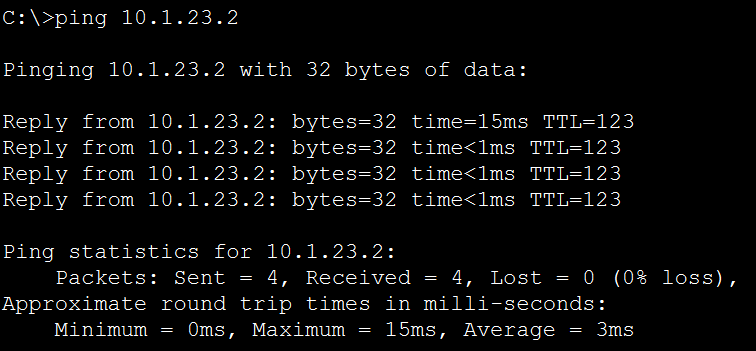 C:\>ping 10.1.23.2
Pinging 10.1.23.2 with 32 bytes of data:
Reply from 10.1.23.2: bytes=32 time=15ms TTL=123
Reply from 10.1.23.2: bytes=32 time<1ms TTL=123
Reply from 10.1.23.2: bytes=32 time<1ms TTL=123
Reply from 10.1.23.2: bytes=32 time<1ms TTL=123
Ping statistics for 10.1.23.2:
    Packets: Sent = 4, Received = 4, Lost = 0 (0% loss),
Approximate round trip times in milli-seconds:
    Minimum = 0ms, Maximum = 15ms, Average = 3ms